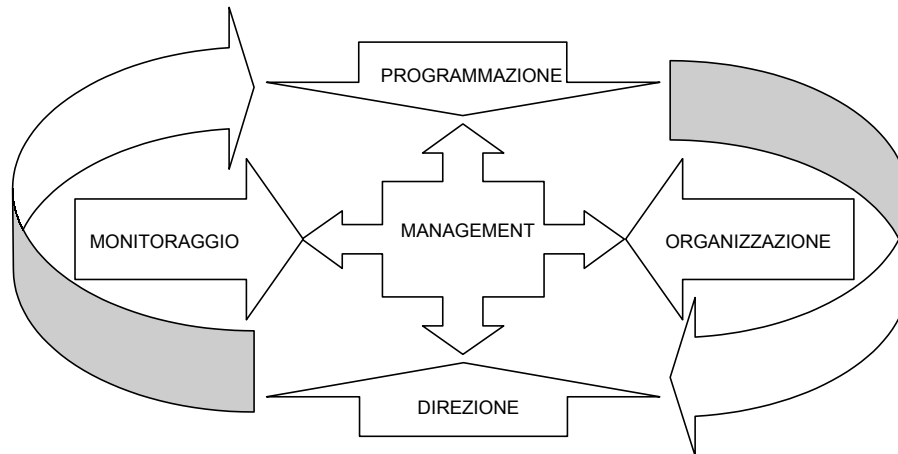 PROGRAMMAZIONE
MONITORAGGIO
MANAGEMENT
ORGANIZZAZIONE
DIREZIONE